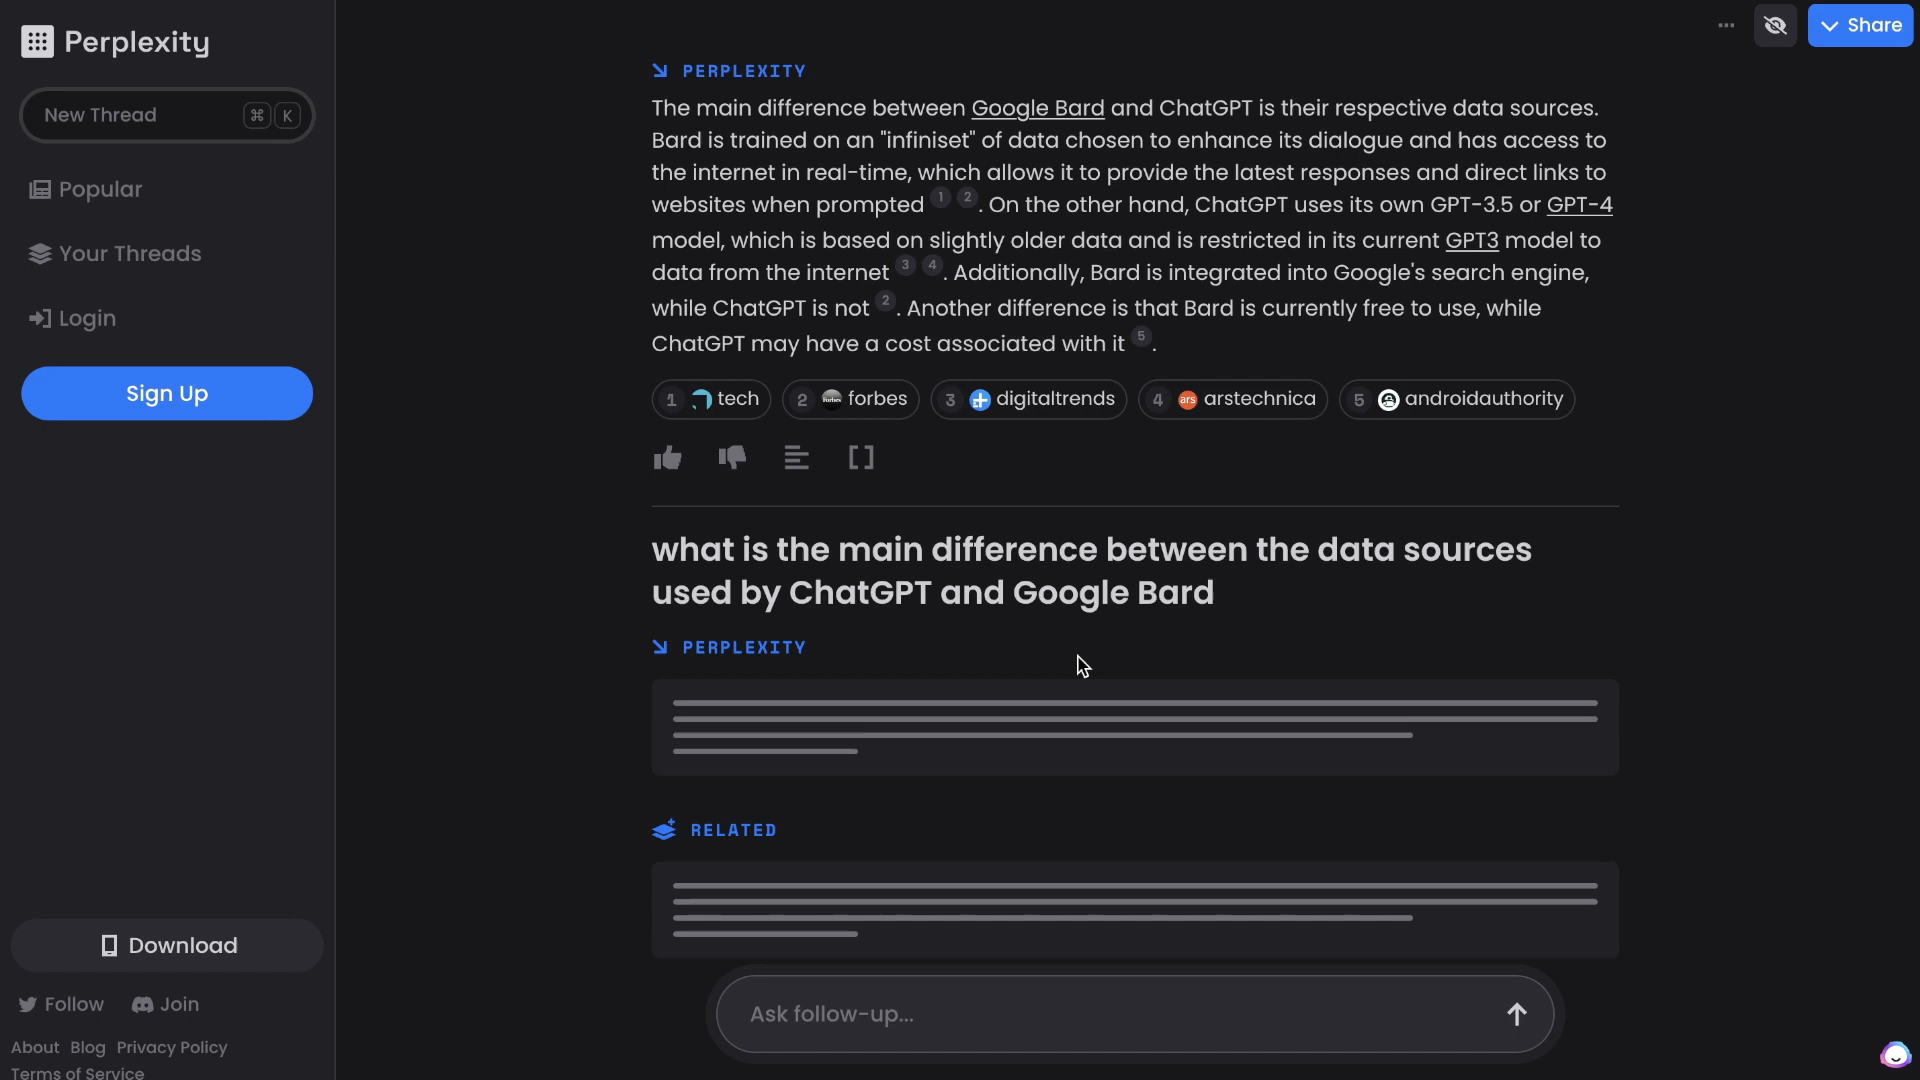 Perplexity
New Thread ⌘ K
Popular
Your Threads
Login
Sign Up
Download
Follow Join
About Blog Privacy Policy
Terms of Service
Share
PERPLEXITY
The main difference between Google Bard and ChatGPT is their respective data sources.
Bard is trained on an "infiniset" of data chosen to enhance its dialogue and has access to
the internet in real-time, which allows it to provide the latest responses and direct links to
websites when prompted 1 2. On the other hand, ChatGPT uses its own GPT-3.5 or GPT-4
model, which is based on slightly older data and is restricted in its current GPT3 model to
data from the internet 3 4. Additionally, Bard is integrated into Google's search engine,
while ChatGPT is not 2. Another difference is that Bard is currently free to use, while
ChatGPT may have a cost associated with it 5.
1 tech 2 Forbes forbes 3 digitaltrends 4 ars arstechnica 5 androidauthority
what is the main difference between the data sources
used by ChatGPT and Google Bard
PERPLEXITY
RELATED
Ask follow-up...